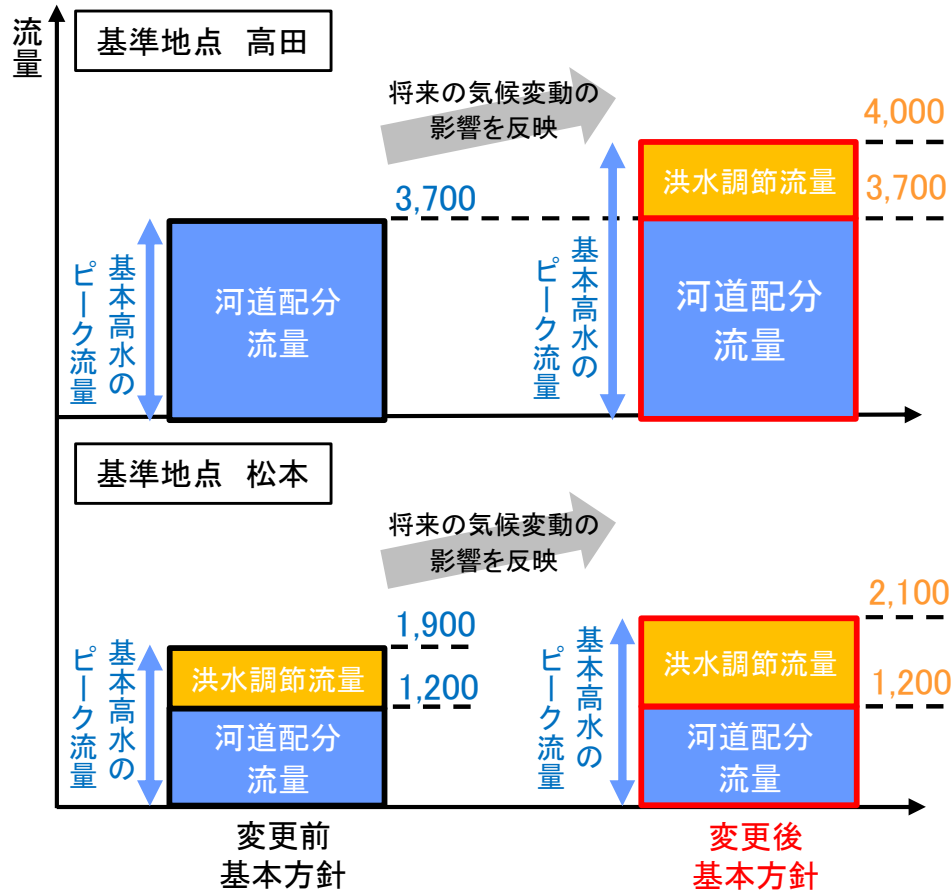 流量
基準地点 高田
将来の気候変動の
影響を反映
4,000
3,700
3,700
洪水調節流量
基本高水の
ピーク流量
河道配分
流量
基本高水の
ピーク流量
河道配分
流量
基準地点 松本
将来の気候変動の
影響を反映
1,900
1,200
2,100
1,200
基本高水の
ピーク流量
洪水調節流量
河道配分
流量
基本高水の
ピーク流量
洪水調節流量
河道配分
流量
変更前
基本方針
変更後
基本方針